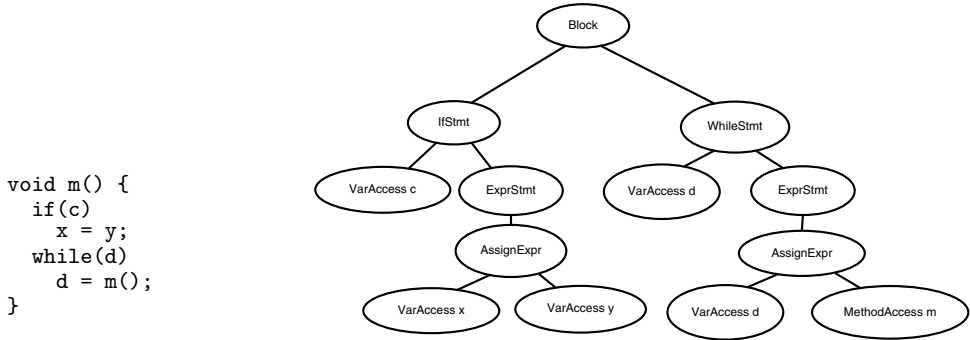 void m() {
if(c)
x = y;
while(d)
d = m();
}
Block
IfStmt
WhileStmt
VarAccess c
ExprStmt
VarAccess d
ExprStmt
AssignExpr
AssignExpr
VarAccess x
VarAccess y
VarAccess d
MethodAccess m